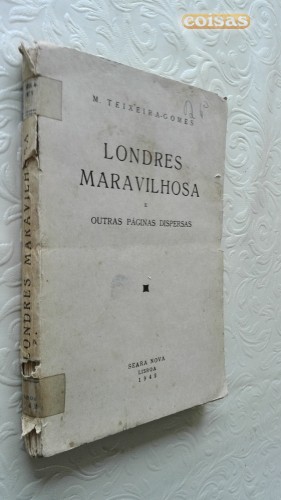 coisas
M. TEIXEIRA-GOMES
LONDRES
MARAVILHOSA
E
OUTRAS PÁGINAS DISPERSAS
SEARA NOVA
LISBOA
1942
LONDRES MARAVILHOSA